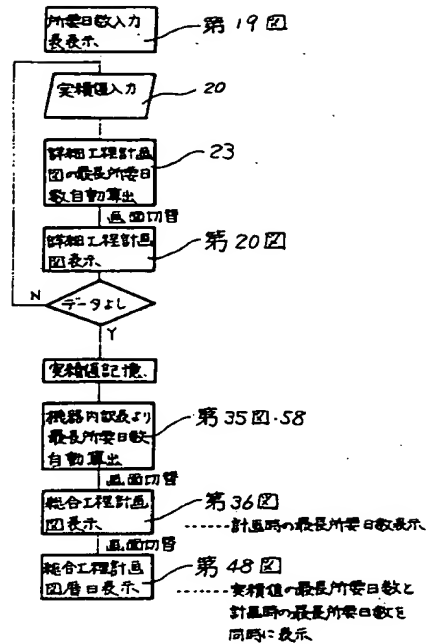 所要日数入力
表表示
第19図
実積値入力
20
詳細工程計画
図の最長所要日
数自動算出
23
画面切替
詳細工程計画
図表示
第20図
N
データよし
Y
実積値記憶
機器内訳表より
最長所要日数
自動算出
第35図・58
画面切替
総合工程計画
図表示
第36図
計画時の最長所要日数表示
画面切替
総合工程計画
図暦日表示
第48図
実積値の最長所要日数と
計画時の最長所要日数を
同時に表示